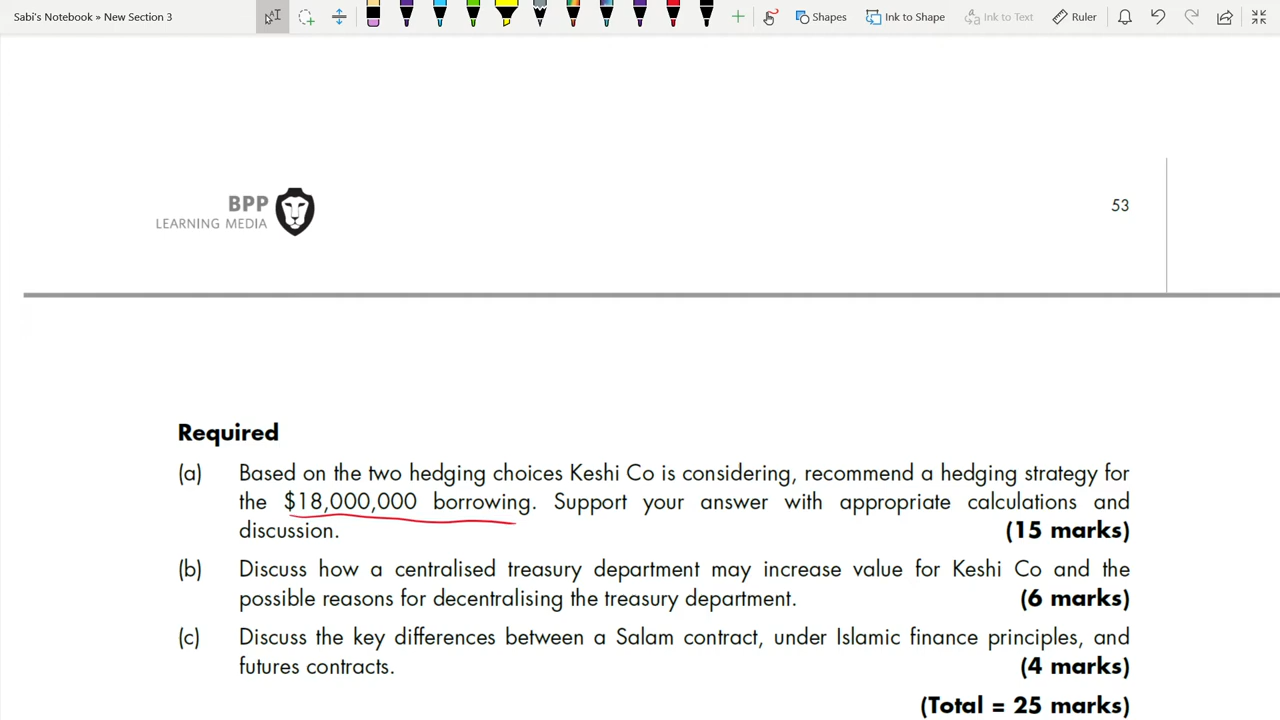 Sabi's Notebook » New Section 3
Shapes
Ink to Shape
Ink to Text
Ruler
BPP
LEARNING MEDIA
53
Required
(a) Based on the two hedging choices Keshi Co is considering, recommend a hedging strategy for
the $18,000,000 borrowing. Support your answer with appropriate calculations and
discussion. (15 marks)
(b) Discuss how a centralised treasury department may increase value for Keshi Co and the
possible reasons for decentralising the treasury department. (6 marks)
(c) Discuss the key differences between a Salam contract, under Islamic finance principles, and
futures contracts. (4 marks)
(Total = 25 marks)